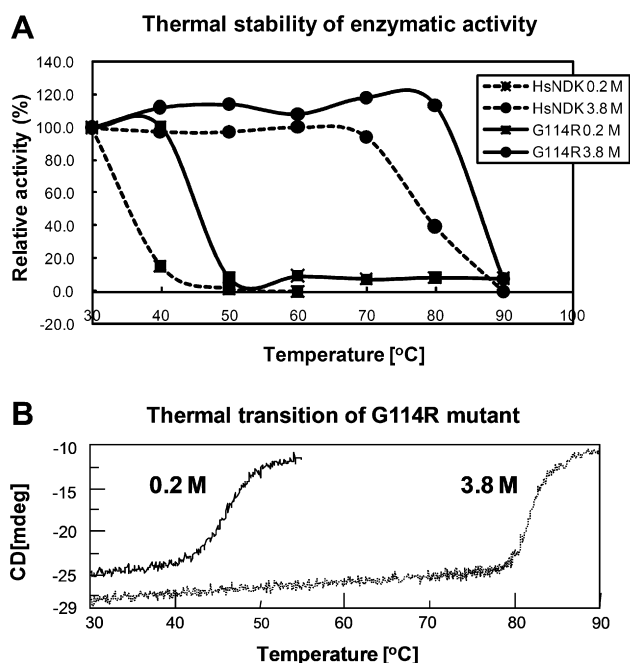 A
Thermal stability of enzymatic activity
Relative activity (%)
140.0
120.0
100.0
80.0
60.0
40.0
20.0
0.0
-20.0
30 40 50 60 70 80 90 100
Temperature [oC]
HsNDK 0.2 M
HsNDK 3.8 M
G114R 0.2 M
G114R 3.8 M
B
Thermal transition of G114R mutant
CD[mdeg]
-10
-15
-20
-25
-29
0.2 M
3.8 M
30 40 50 60 70 80 90
Temperature [oC]